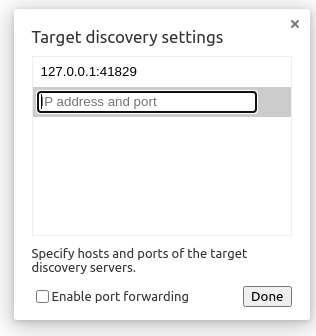 ×
Target discovery settings
127.0.0.1:41829
IP address and port
Specify hosts and ports of the target
discovery servers.
Enable port forwarding
Done